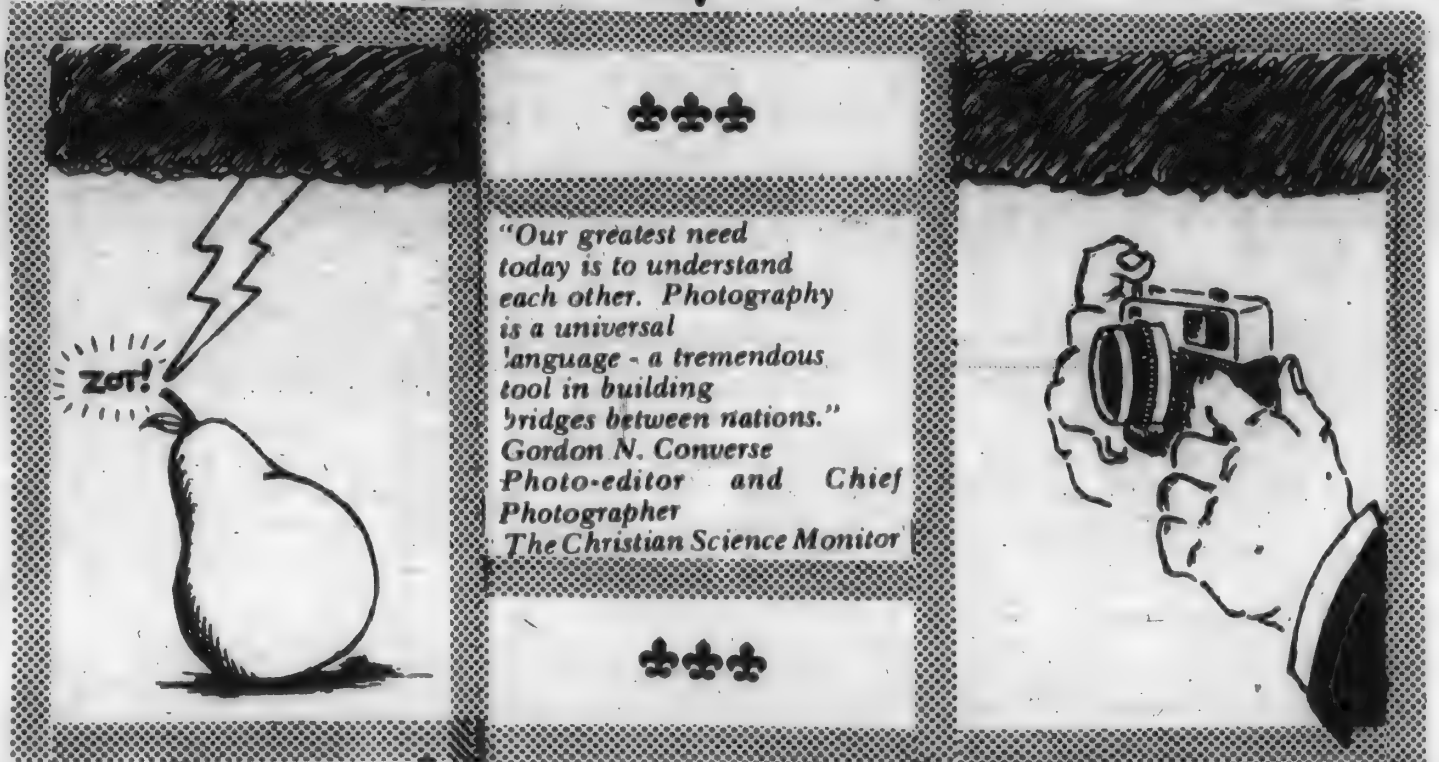 ZOT!
"Our greatest need
today is to understand
each other. Photography
is a universal
language - a tremendous
tool in building
bridges between nations."
Gordon N. Converse
Photo-editor and Chief
Photographer
The Christian Science Monitor